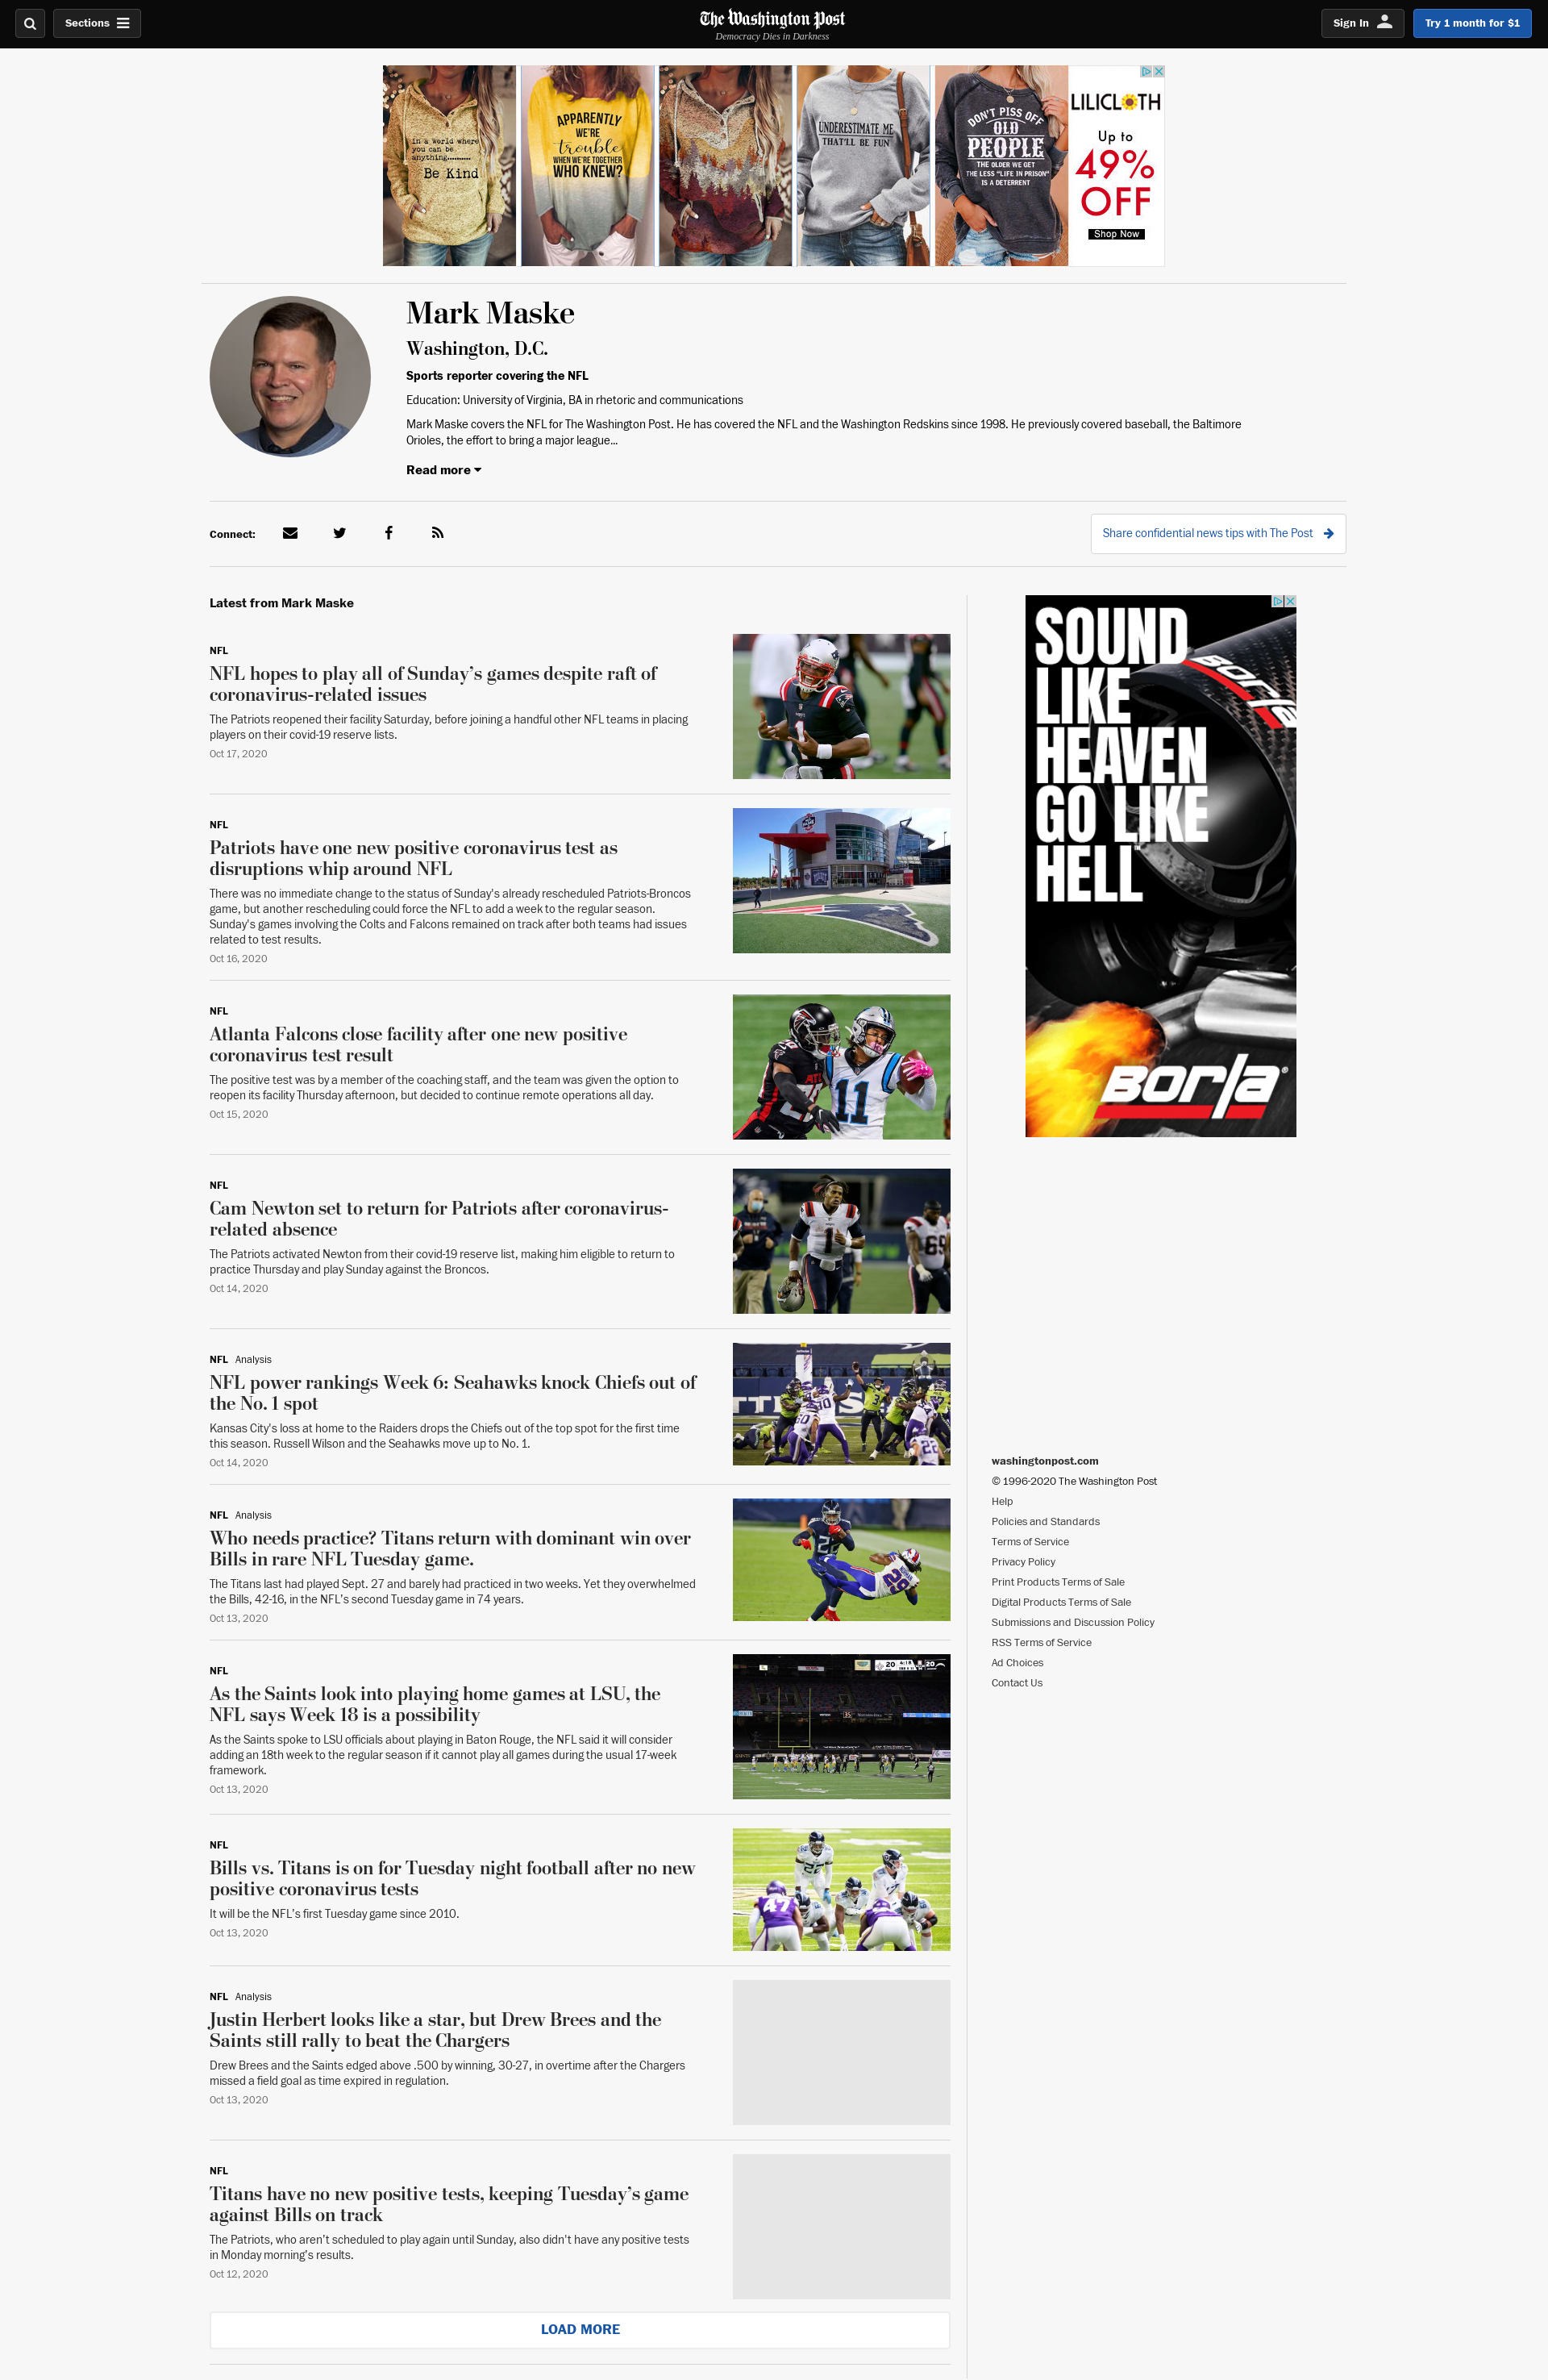 Sections
The Washington Post
Democracy Dies in Darkness
Sign In
Try 1 month for $1
in a world where
you can be
anything..........
Be Kind
APPARENTLY
WE'RE
trouble
WHEN WE'RE TOGETHER
WHO KNEW?
UNDERESTIMATE ME
THAT'LL BE FUN
DON'T PISS OFF
OLD
PEOPLE
THE OLDER WE GET
THE LESS "LIFE IN PRISON"
IS A DETERRENT
LILICLOTH
Up to
49%
OFF
Shop Now
Mark Maske
Washington, D.C.
Sports reporter covering the NFL
Education: University of Virginia, BA in rhetoric and communications
Mark Maske covers the NFL for The Washington Post. He has covered the NFL and the Washington Redskins since 1998. He previously covered baseball, the Baltimore
Orioles, the effort to bring a major league...
Read more
Connect:
Share confidential news tips with The Post
Latest from Mark Maske
NFL
NFL hopes to play all of Sunday’s games despite raft of
coronavirus-related issues
The Patriots reopened their facility Saturday, before joining a handful other NFL teams in placing
players on their covid-19 reserve lists.
Oct 17, 2020
NFL
Patriots have one new positive coronavirus test as
disruptions whip around NFL
There was no immediate change to the status of Sunday's already rescheduled Patriots-Broncos
game, but another rescheduling could force the NFL to add a week to the regular season.
Sunday's games involving the Colts and Falcons remained on track after both teams had issues
related to test results.
Oct 16, 2020
NFL
Atlanta Falcons close facility after one new positive
coronavirus test result
The positive test was by a member of the coaching staff, and the team was given the option to
reopen its facility Thursday afternoon, but decided to continue remote operations all day.
Oct 15, 2020
11
NFL
Cam Newton set to return for Patriots after coronavirus-
related absence
The Patriots activated Newton from their covid-19 reserve list, making him eligible to return to
practice Thursday and play Sunday against the Broncos.
Oct 14, 2020
1
69
NFL Analysis
NFL power rankings Week 6: Seahawks knock Chiefs out of
the No. 1 spot
Kansas City's loss at home to the Raiders drops the Chiefs out of the top spot for the first time
this season. Russell Wilson and the Seahawks move up to No. 1.
Oct 14, 2020
22
NFL Analysis
Who needs practice? Titans return with dominant win over
Bills in rare NFL Tuesday game.
The Titans last had played Sept. 27 and barely had practiced in two weeks. Yet they overwhelmed
the Bills, 42-16, in the NFL's second Tuesday game in 74 years.
Oct 13, 2020
22
29
NFL
As the Saints look into playing home games at LSU, the
NFL says Week 18 is a possibility
As the Saints spoke to LSU officials about playing in Baton Rouge, the NFL said it will consider
adding an 18th week to the regular season if it cannot play all games during the usual 17-week
framework.
Oct 13, 2020
20
20
NFL
Bills vs. Titans is on for Tuesday night football after no new
positive coronavirus tests
It will be the NFL’s first Tuesday game since 2010.
Oct 13, 2020
22
47
NFL Analysis
Justin Herbert looks like a star, but Drew Brees and the
Saints still rally to beat the Chargers
Drew Brees and the Saints edged above .500 by winning, 30-27, in overtime after the Chargers
missed a field goal as time expired in regulation.
Oct 13, 2020
NFL
Titans have no new positive tests, keeping Tuesday’s game
against Bills on track
The Patriots, who aren’t scheduled to play again until Sunday, also didn't have any positive tests
in Monday morning’s results.
Oct 12, 2020
LOAD MORE
SOUND
LIKE
HEAVEN
GO LIKE
HELL™
BORLA
BORLA®
washingtonpost.com
© 1996-2020 The Washington Post
Help
Policies and Standards
Terms of Service
Privacy Policy
Print Products Terms of Sale
Digital Products Terms of Sale
Submissions and Discussion Policy
RSS Terms of Service
Ad Choices
Contact Us